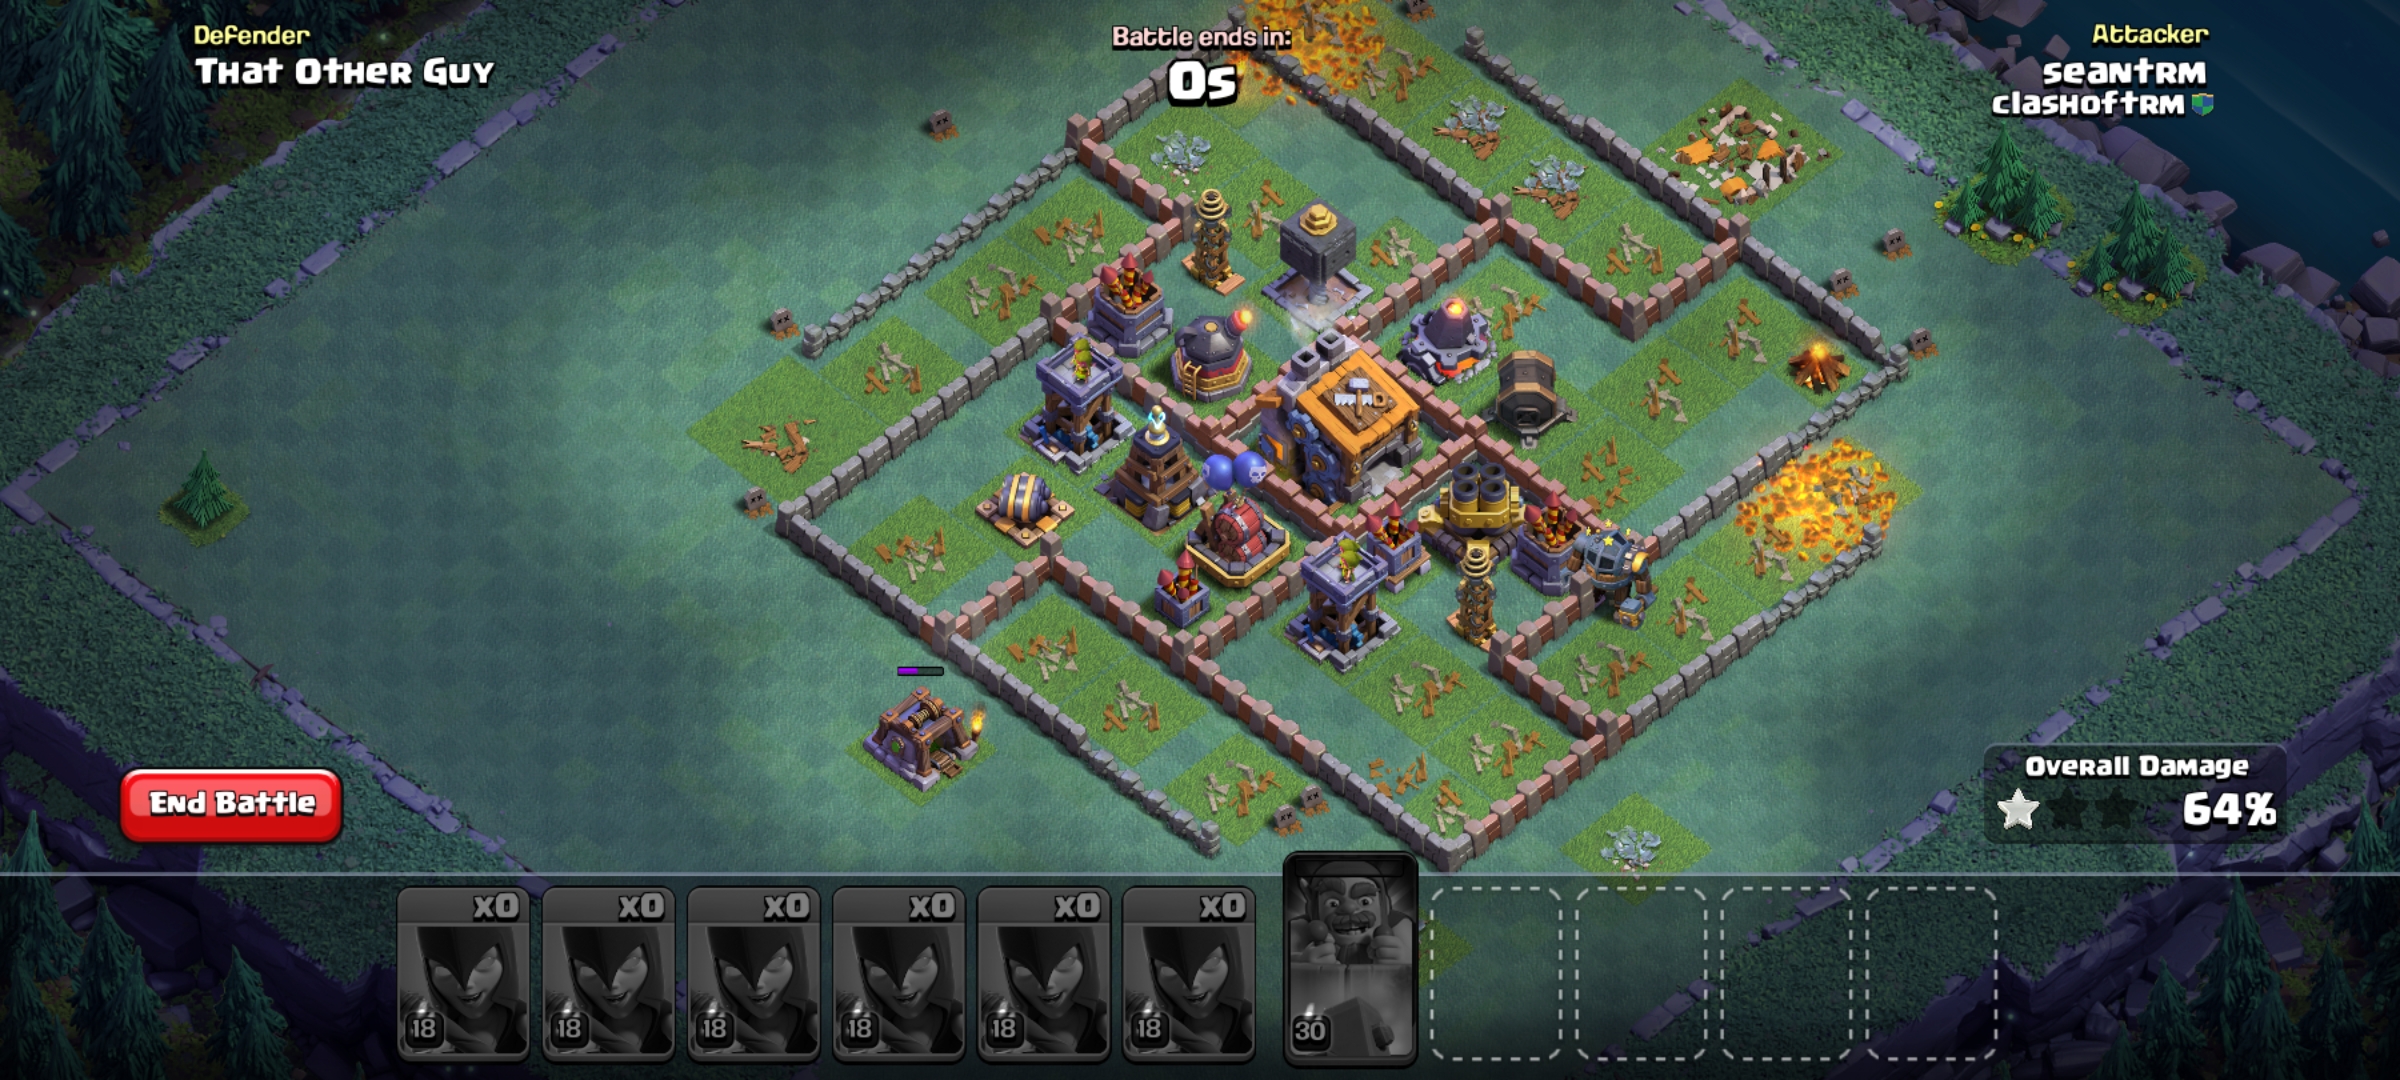 Defender
That Other Guy
Battle ends in:
0s
Attacker
seantrm
clashoftrm
End Battle
Overall Damage
64%
x0
x0
x0
x0
x0
x0
18
18
18
18
18
18
30